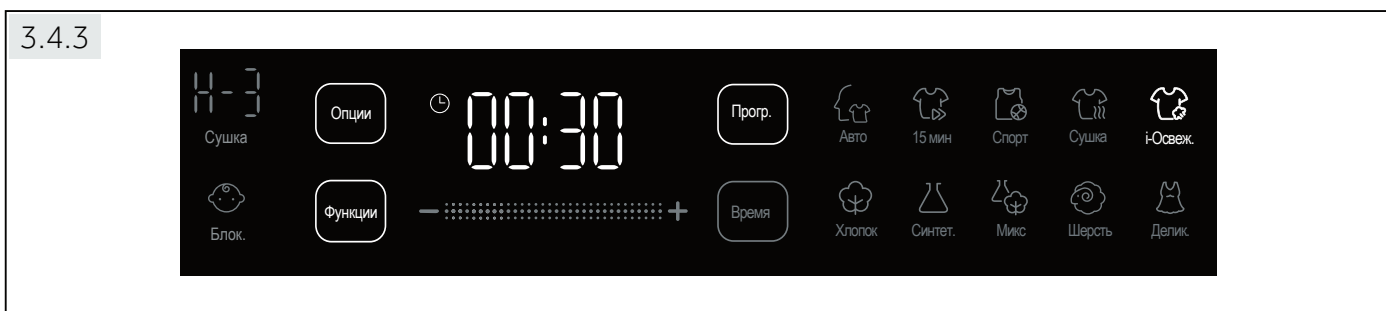 3.4.3
H-3
Сушка
Опции
00:30
Прогр.
Авто
15 мин
Спорт
Сушка
i-Освеж.
Блок.
Функции
− +
Время
Хлопок
Синтет.
Микс
Шерсть
Делик.